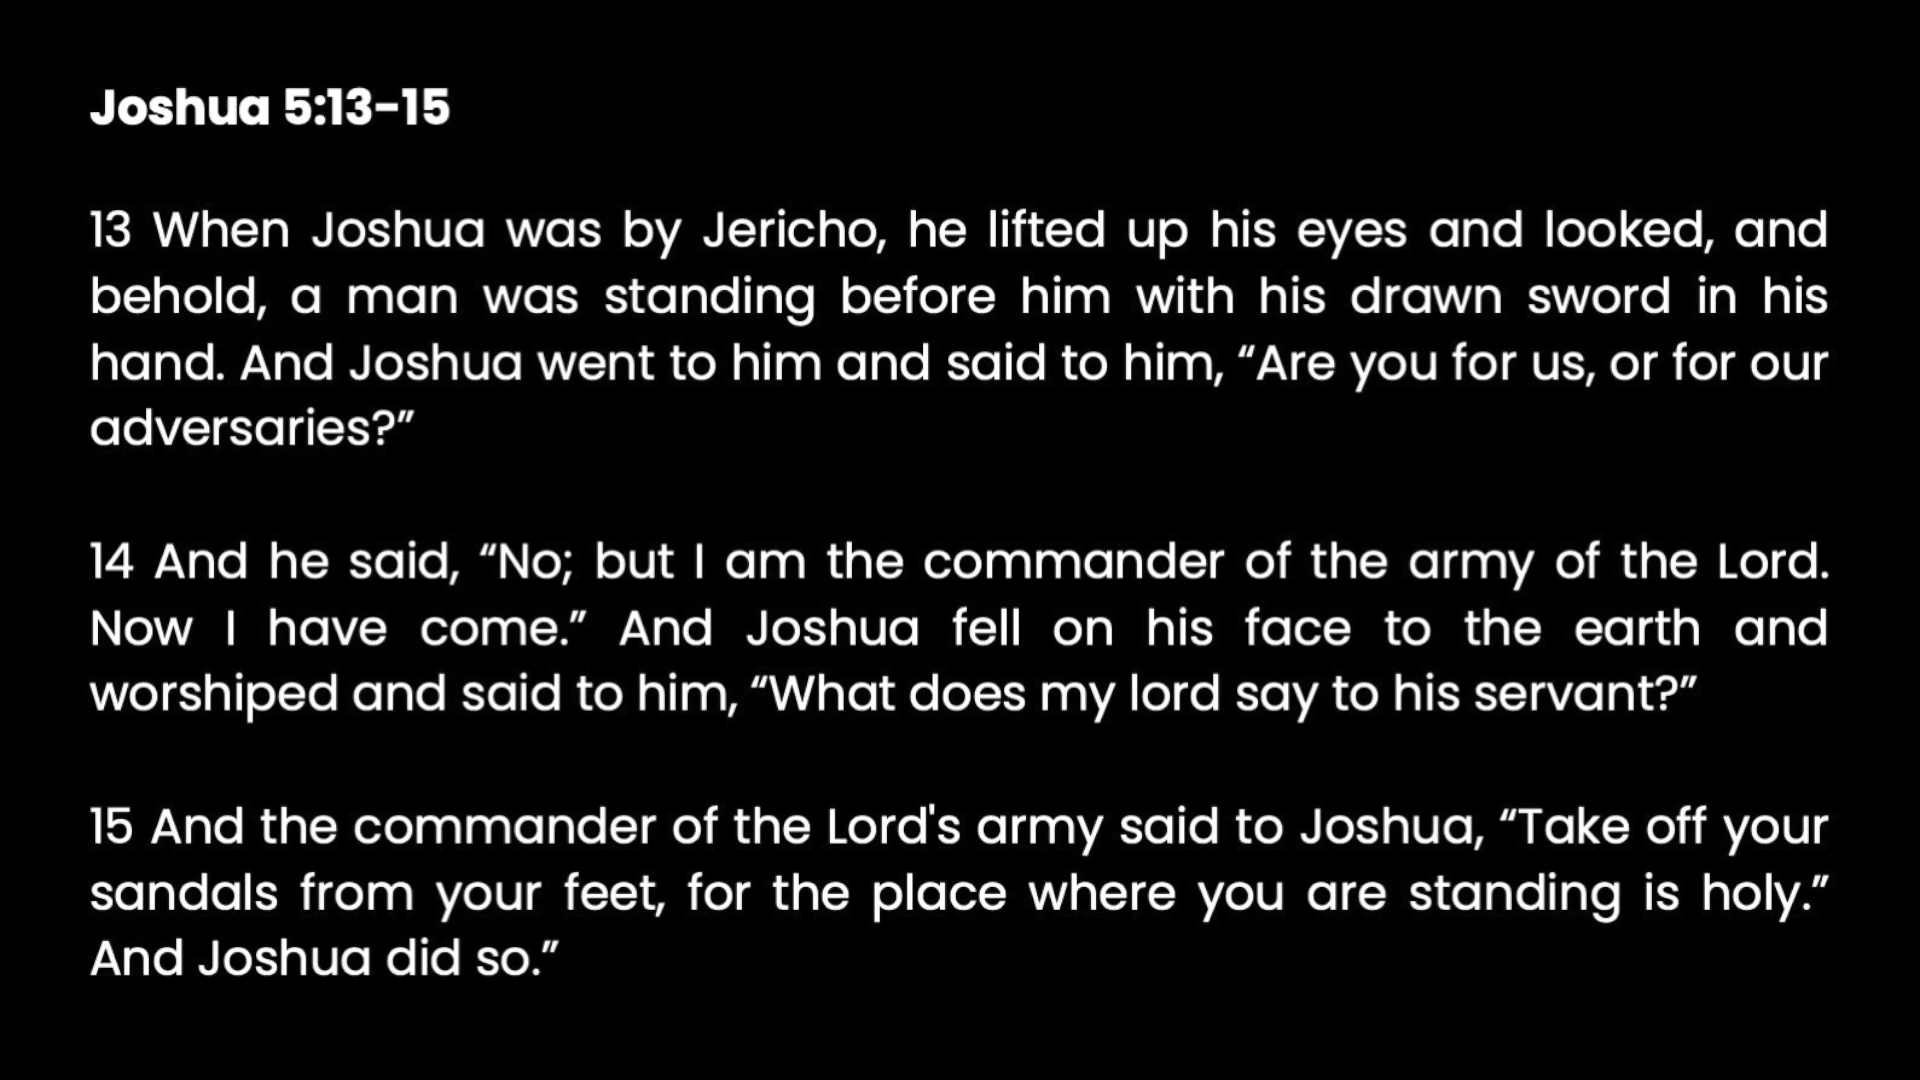 Joshua 5:13-15
13 When Joshua was by Jericho, he lifted up his eyes and looked, and
behold, a man was standing before him with his drawn sword in his
hand. And Joshua went to him and said to him, “Are you for us, or for our
adversaries?”
14 And he said, “No; but I am the commander of the army of the Lord.
Now I have come.” And Joshua fell on his face to the earth and
worshiped and said to him, “What does my lord say to his servant?”
15 And the commander of the Lord's army said to Joshua, “Take off your
sandals from your feet, for the place where you are standing is holy.”
And Joshua did so.”